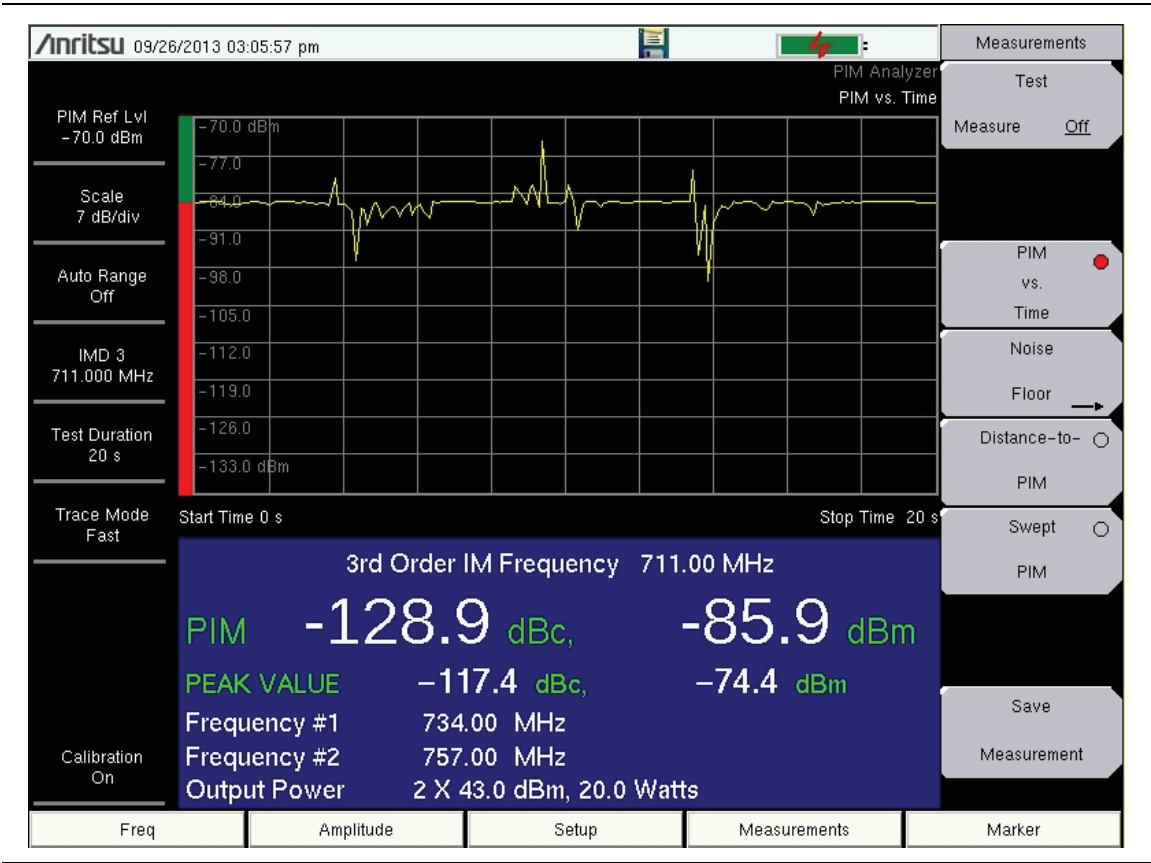 Anritsu 09/26/2013 03:05:57 pm
Measurements
PIM Analyzer
PIM vs. Time
PIM Ref Lvl
-70.0 dBm
Scale
7 dB/div
Auto Range
Off
IMD 3
711.000 MHz
Test Duration
20 s
Trace Mode
Fast
Calibration
On
-70.0 dBm
-77.0
-84.0
-91.0
-98.0
-105.0
-112.0
-119.0
-126.0
-133.0 dBm
Start Time 0 s
Stop Time 20 s
3rd Order IM Frequency 711.00 MHz
PIM -128.9 dBc, -85.9 dBm
PEAK VALUE -117.4 dBc, -74.4 dBm
Frequency #1 734.00 MHz
Frequency #2 757.00 MHz
Output Power 2 X 43.0 dBm, 20.0 Watts
Test
Measure Off
PIM
vs.
Time
Noise
Floor
Distance-to-
PIM
Swept
PIM
Save
Measurement
Freq
Amplitude
Setup
Measurements
Marker